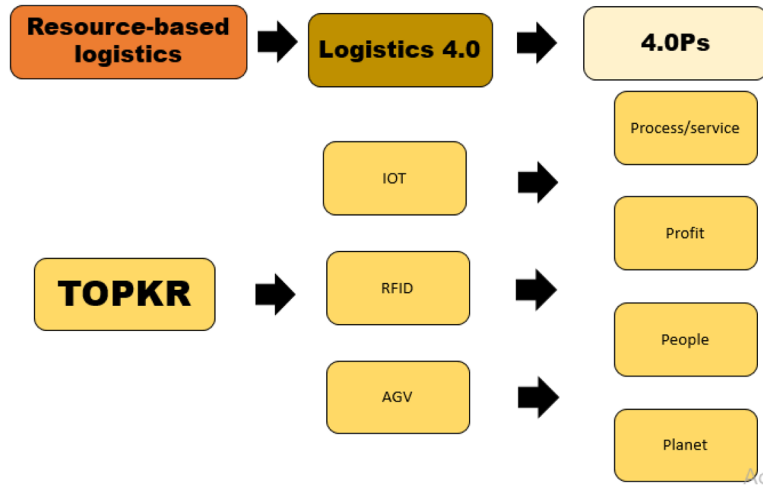 Resource-based
logistics
Logistics 4.0
4.0Ps
Process/service
IOT
Profit
TOPKR
RFID
People
AGV
Planet